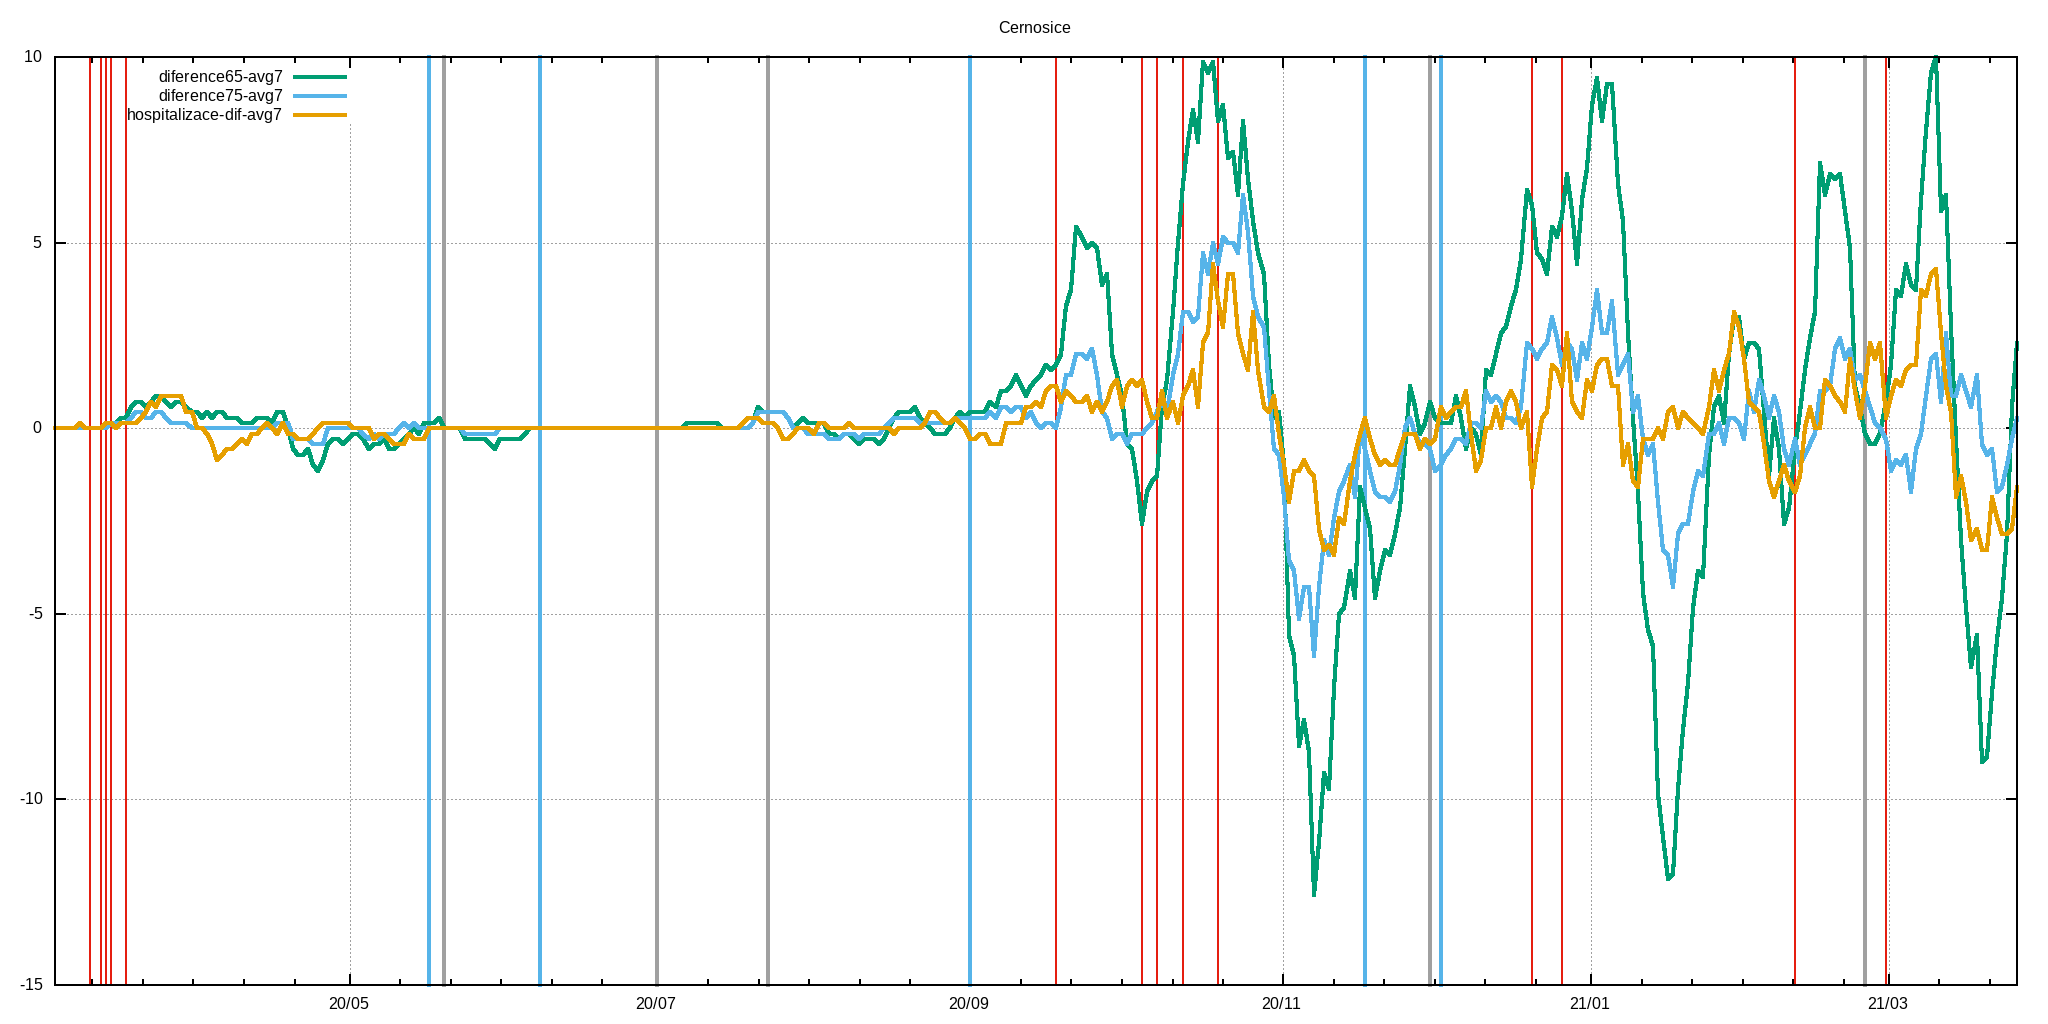 Cernosice
10
diference65-avg7
diference75-avg7
hospitalizace-dif-avg7
5
0
-5
-10
-15
20/05 20/07 20/09 20/11 21/01 21/03